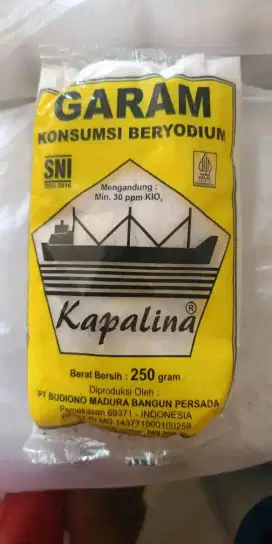 GARAM
KONSUMSI BERYODIUM
SNI
Mengandung :
Min. 30 ppm KIO₃
Kapalina®
Berat Bersih : 250 gram
Diproduksi Oleh :
PT BUDIONO MADURA BANGUN PERSADA
Pamekasan 69371 - INDONESIA